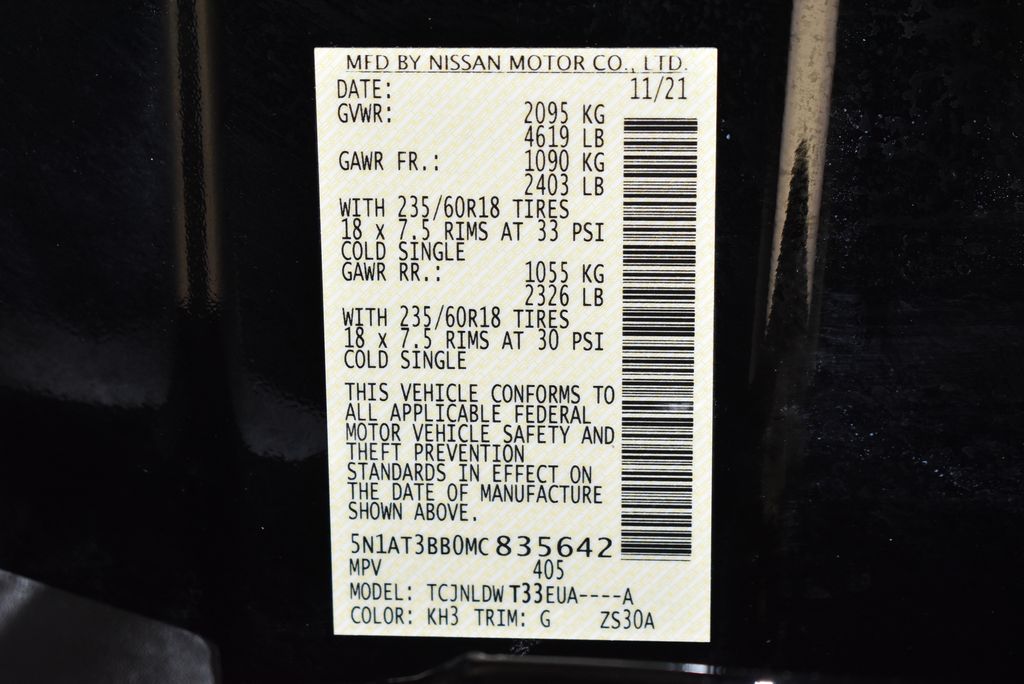 MFD BY NISSAN MOTOR CO., LTD.
DATE: 11/21
GVWR: 2095 KG
4619 LB
GAWR FR.: 1090 KG
2403 LB
WITH 235/60R18 TIRES
18 x 7.5 RIMS AT 33 PSI
COLD SINGLE
GAWR RR.: 1055 KG
2326 LB
WITH 235/60R18 TIRES
18 x 7.5 RIMS AT 30 PSI
COLD SINGLE
THIS VEHICLE CONFORMS TO
ALL APPLICABLE FEDERAL
MOTOR VEHICLE SAFETY AND
THEFT PREVENTION
STANDARDS IN EFFECT ON
THE DATE OF MANUFACTURE
SHOWN ABOVE.
5N1AT3BB0MC835642
MPV 405
MODEL: TCJNLDWT33EUA----A
COLOR: KH3 TRIM: G ZS30A